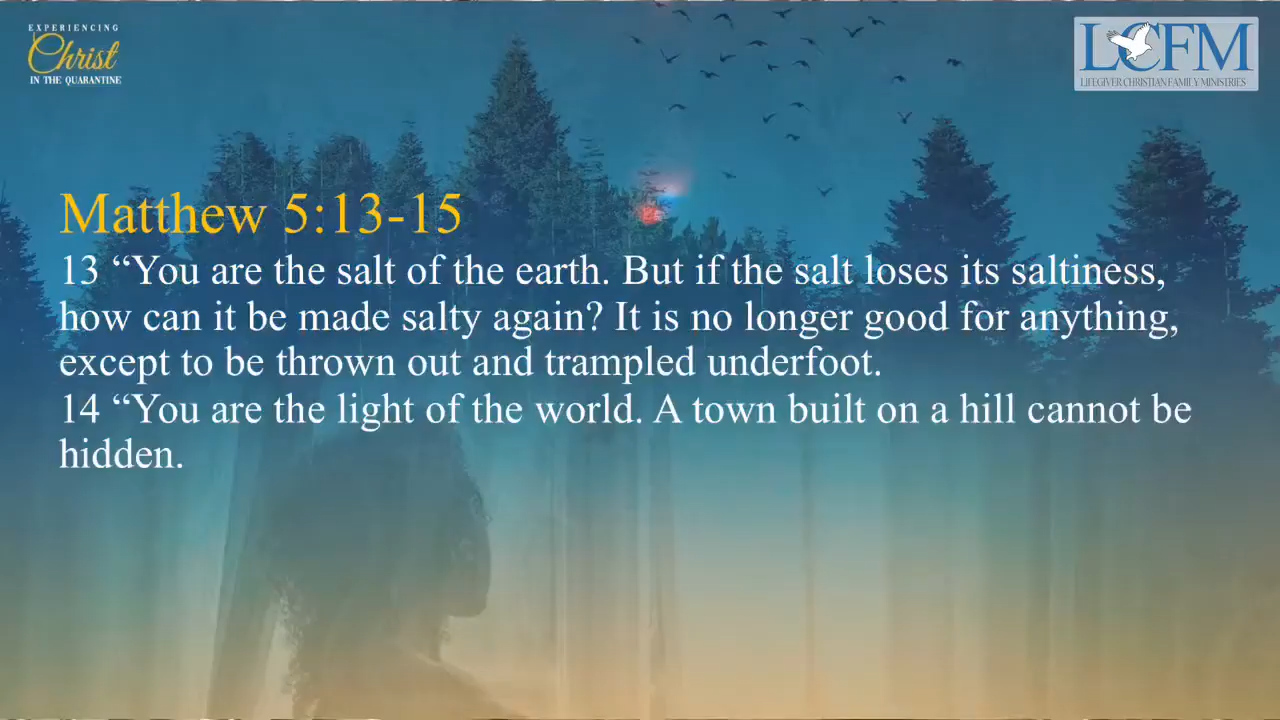 EXPERIENCING
Christ
IN THE QUARANTINE
LCFM
LIFEGIVER CHRISTIAN FAMILY MINISTRIES
Matthew 5:13-15
13 “You are the salt of the earth. But if the salt loses its saltiness,
how can it be made salty again? It is no longer good for anything,
except to be thrown out and trampled underfoot.
14 “You are the light of the world. A town built on a hill cannot be
hidden.